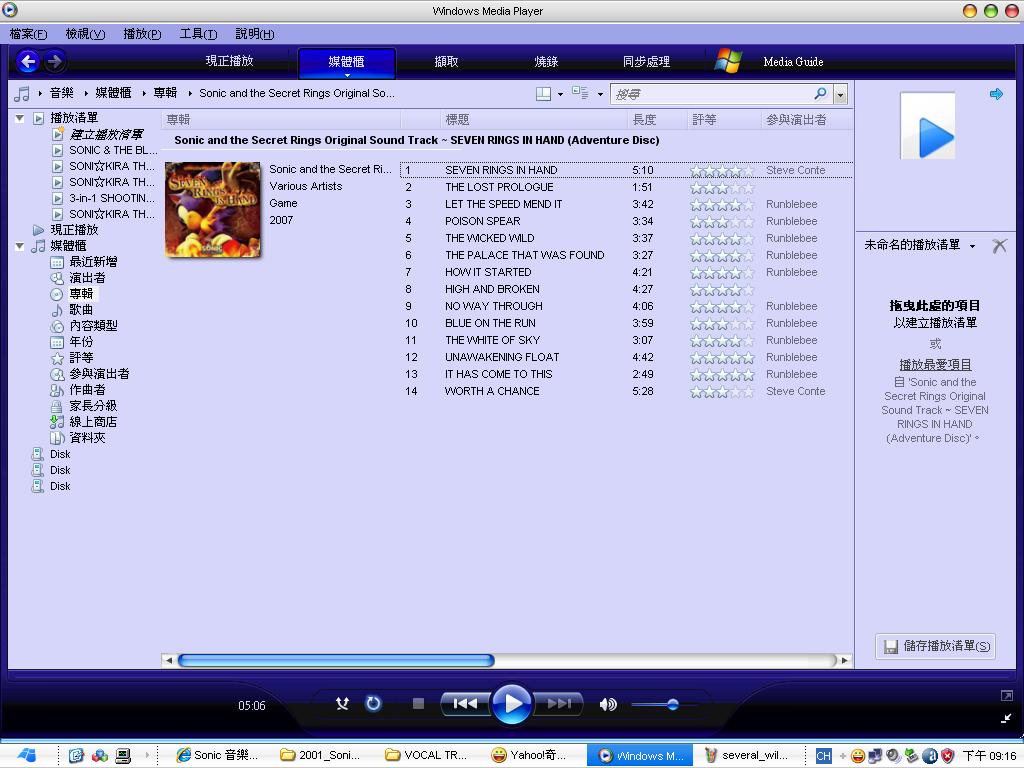 Windows Media Player
檔案(F) 檢視(V) 播放(P) 工具(T) 說明(H)
現正播放 媒體櫃 擷取 燒錄 同步處理 Media Guide
音樂 媒體櫃 專輯 Sonic and the Secret Rings Original So...
搜尋
播放清單
建立播放清單
SONIC & THE BL...
SONI☆KIRA TH...
SONI☆KIRA TH...
3-in-1 SHOOTIN...
SONI☆KIRA TH...
現正播放
媒體櫃
最近新增
演出者
專輯
歌曲
內容類型
年份
評等
參與演出者
作曲者
家長分級
線上商店
資料夾
Disk
Disk
Disk
專輯 標題 長度 評等 參與演出者
Sonic and the Secret Rings Original Sound Track ~ SEVEN RINGS IN HAND (Adventure Disc)
SEVEN RINGS IN HAND
SONIC
Sonic and the Secret Ri...
Various Artists
Game
2007
1 SEVEN RINGS IN HAND 5:10 Steve Conte
2 THE LOST PROLOGUE 1:51
3 LET THE SPEED MEND IT 3:42 Runblebee
4 POISON SPEAR 3:34 Runblebee
5 THE WICKED WILD 3:37 Runblebee
6 THE PALACE THAT WAS FOUND 3:27 Runblebee
7 HOW IT STARTED 4:21 Runblebee
8 HIGH AND BROKEN 4:27
9 NO WAY THROUGH 4:06 Runblebee
10 BLUE ON THE RUN 3:59 Runblebee
11 THE WHITE OF SKY 3:07 Runblebee
12 UNAWAKENING FLOAT 4:42 Runblebee
13 IT HAS COME TO THIS 2:49 Runblebee
14 WORTH A CHANCE 5:28 Steve Conte
未命名的播放清單
拖曳此處的項目
以建立播放清單
或
播放最愛項目
自 'Sonic and the
Secret Rings Original
Sound Track ~ SEVEN
RINGS IN HAND
(Adventure Disc)'。
儲存播放清單(S)
05:06
Sonic 音樂... 2001_Soni... VOCAL TR... Yahoo!奇... Windows M... several_wil... CH 下午 09:16